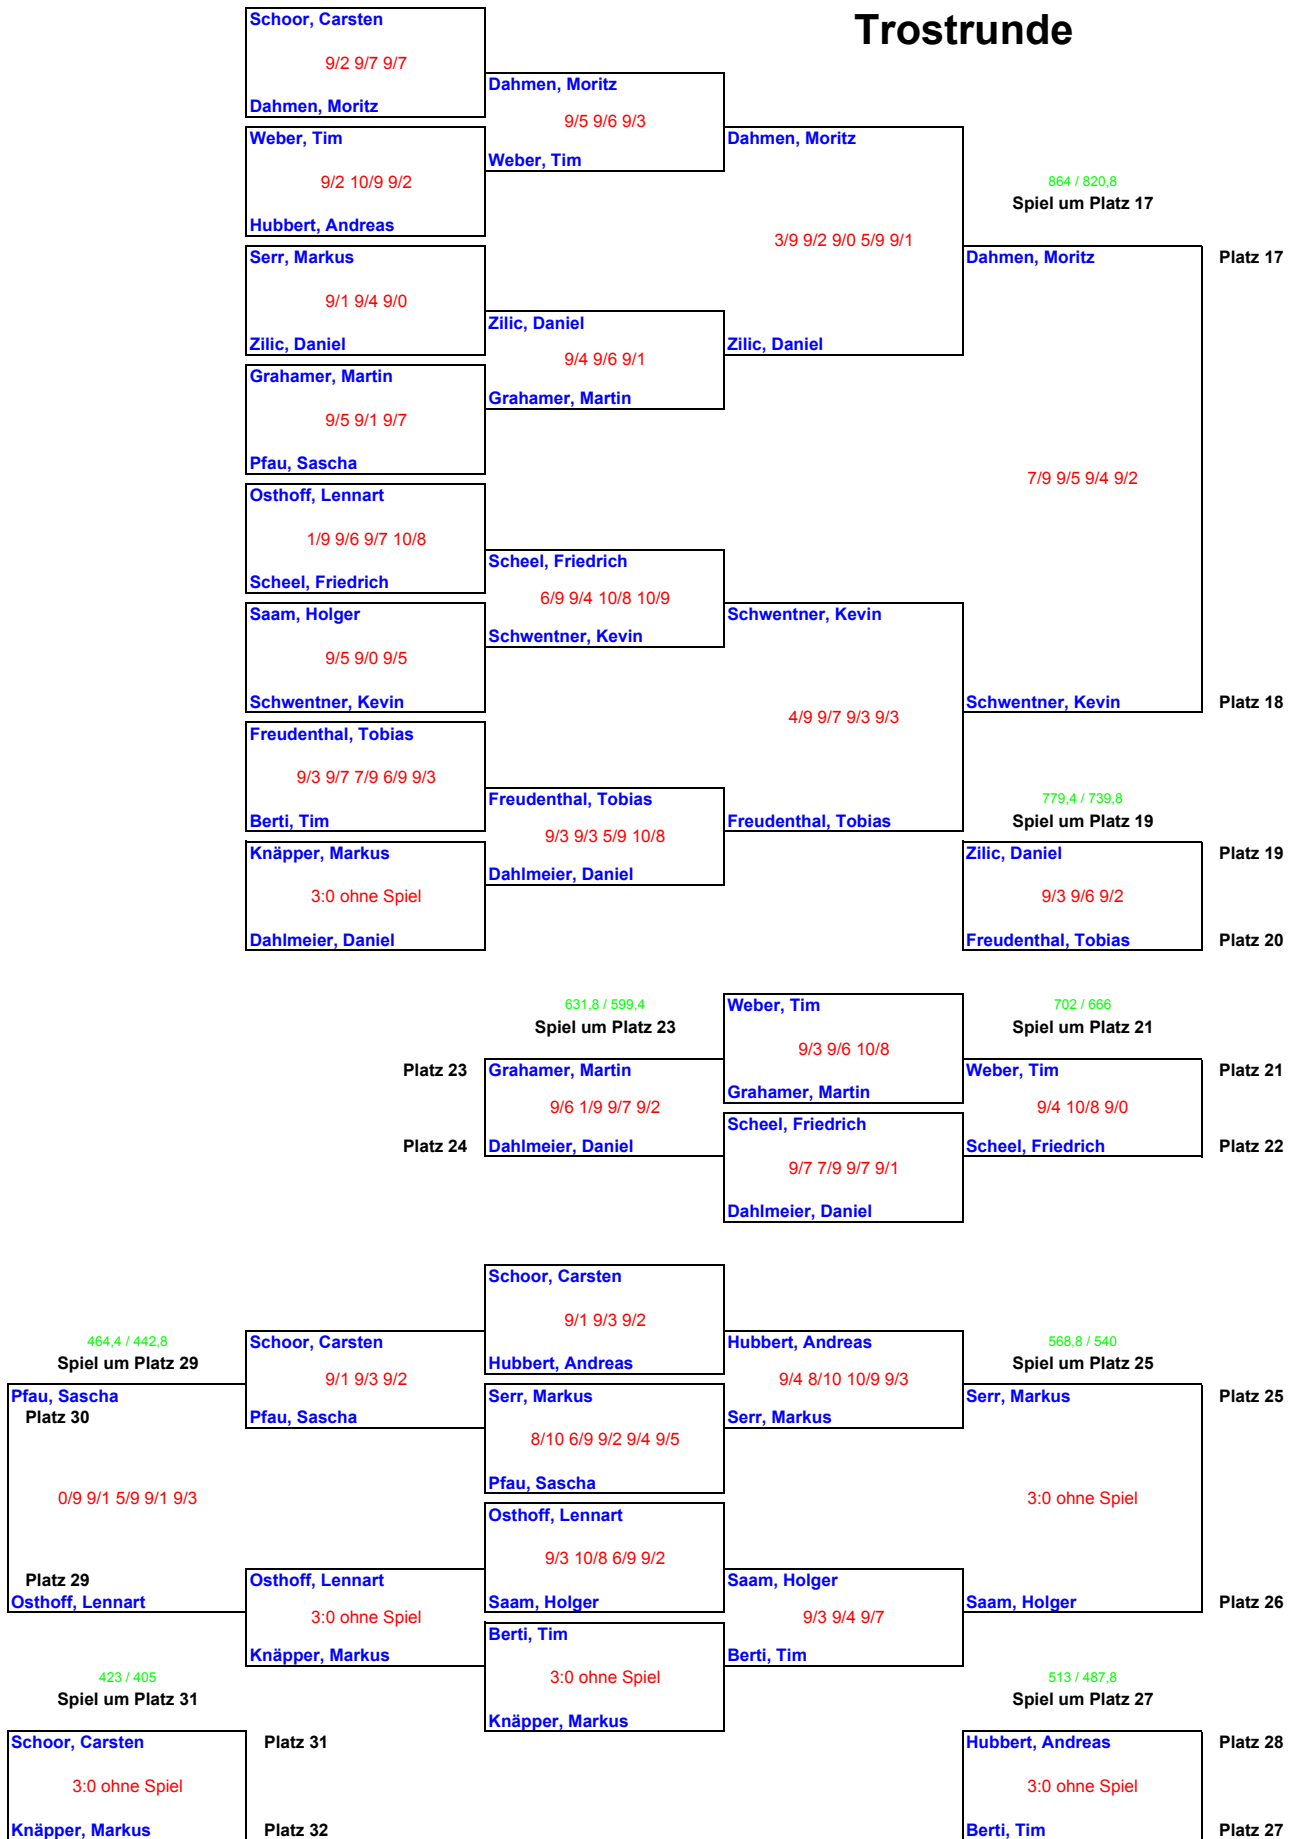 Trostrunde
Schoor, Carsten
9/2 9/7 9/7
Dahmen, Moritz
Dahmen, Moritz
9/5 9/6 9/3
Weber, Tim
Dahmen, Moritz
Weber, Tim
9/2 10/9 9/2
864 / 820,8
Spiel um Platz 17
Hubbert, Andreas
3/9 9/2 9/0 5/9 9/1
Serr, Markus
Dahmen, Moritz
Platz 17
9/1 9/4 9/0
Zilic, Daniel
Zilic, Daniel
Zilic, Daniel
9/4 9/6 9/1
Grahamer, Martin
Grahamer, Martin
9/5 9/1 9/7
Pfau, Sascha
7/9 9/5 9/4 9/2
Osthoff, Lennart
1/9 9/6 9/7 10/8
Scheel, Friedrich
Scheel, Friedrich
6/9 9/4 10/8 10/9
Saam, Holger
Schwentner, Kevin
Schwentner, Kevin
9/5 9/0 9/5
Schwentner, Kevin
Schwentner, Kevin
Platz 18
4/9 9/7 9/3 9/3
Freudenthal, Tobias
9/3 9/7 7/9 6/9 9/3
Freudenthal, Tobias
779,4 / 739,8
Berti, Tim
Freudenthal, Tobias
Spiel um Platz 19
9/3 9/3 5/9 10/8
Knäpper, Markus
Zilic, Daniel
Platz 19
Dahlmeier, Daniel
3:0 ohne Spiel
9/3 9/6 9/2
Dahlmeier, Daniel
Freudenthal, Tobias
Platz 20
631,8 / 599,4
Weber, Tim
702 / 666
Spiel um Platz 23
Spiel um Platz 21
9/3 9/6 10/8
Platz 23
Grahamer, Martin
Weber, Tim
Platz 21
Grahamer, Martin
9/6 1/9 9/7 9/2
9/4 10/8 9/0
Scheel, Friedrich
Platz 24
Dahlmeier, Daniel
Scheel, Friedrich
Platz 22
9/7 7/9 9/7 9/1
Dahlmeier, Daniel
Schoor, Carsten
9/1 9/3 9/2
464,4 / 442,8
Schoor, Carsten
Hubbert, Andreas
568,8 / 540
Spiel um Platz 29
Hubbert, Andreas
Spiel um Platz 25
9/1 9/3 9/2
9/4 8/10 10/9 9/3
Pfau, Sascha
Serr, Markus
Serr, Markus
Platz 25
Platz 30
Pfau, Sascha
Serr, Markus
8/10 6/9 9/2 9/4 9/5
Pfau, Sascha
0/9 9/1 5/9 9/1 9/3
3:0 ohne Spiel
Osthoff, Lennart
9/3 10/8 6/9 9/2
Platz 29
Osthoff, Lennart
Saam, Holger
Osthoff, Lennart
Saam, Holger
Saam, Holger
Platz 26
3:0 ohne Spiel
9/3 9/4 9/7
Berti, Tim
Knäpper, Markus
Berti, Tim
423 / 405
3:0 ohne Spiel
513 / 487,8
Spiel um Platz 31
Spiel um Platz 27
Knäpper, Markus
Schoor, Carsten
Platz 31
Hubbert, Andreas
Platz 28
3:0 ohne Spiel
3:0 ohne Spiel
Knäpper, Markus
Platz 32
Berti, Tim
Platz 27